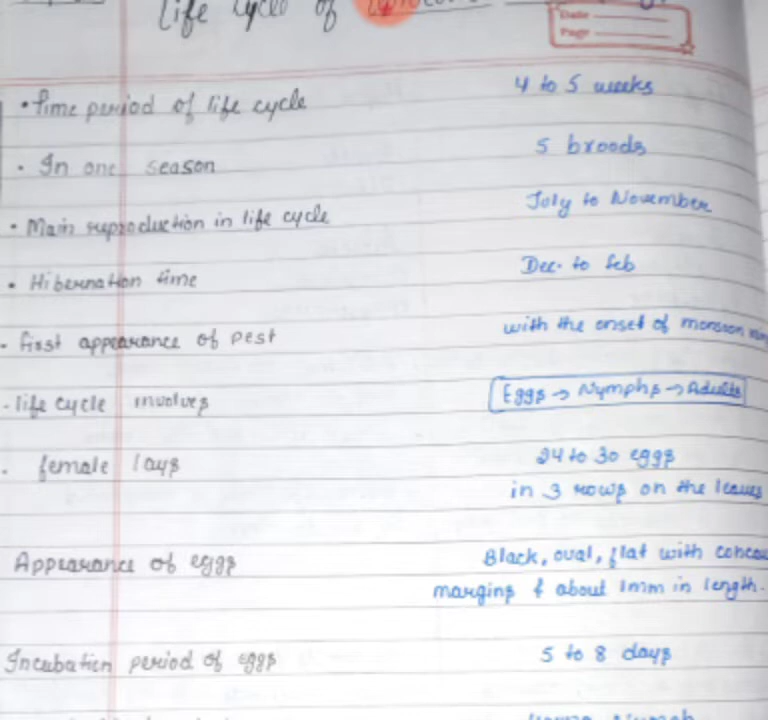 Life Cycle of
Date
Page
• Time period of life cycle 4 to 5 weeks
• In one season 5 broods
• Main reproduction in life cycle July to November
• Hibernation time Dec. to feb
• first appearance of pest with the onset of monsoon
- life cycle involves Eggs → Nymphs → Adults
. female lays 24 to 30 eggs
in 3 rows on the leaves
Appearance of eggs Black, oval, flat with
margins & about 1mm in length.
Incubation period of eggs 5 to 8 days